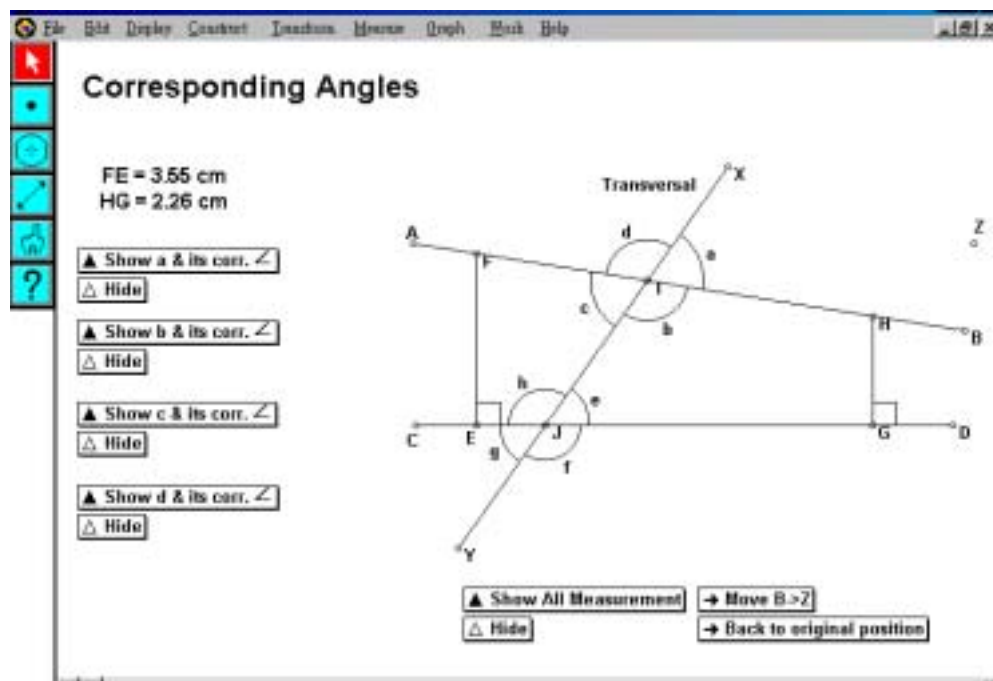 File Edit Display Construct Transform Measure Graph Work Help
Corresponding Angles
FE = 3.55 cm
HG = 2.26 cm
▲ Show a & its corr. ∠
△ Hide
▲ Show b & its corr. ∠
△ Hide
▲ Show c & its corr. ∠
△ Hide
▲ Show d & its corr. ∠
△ Hide
Transversal
X
Z
A
d
a
F
I
c
b
H
B
h
e
C
E
J
G
D
g
f
Y
▲ Show All Measurement
→ Move B->Z
△ Hide
→ Back to original position
?